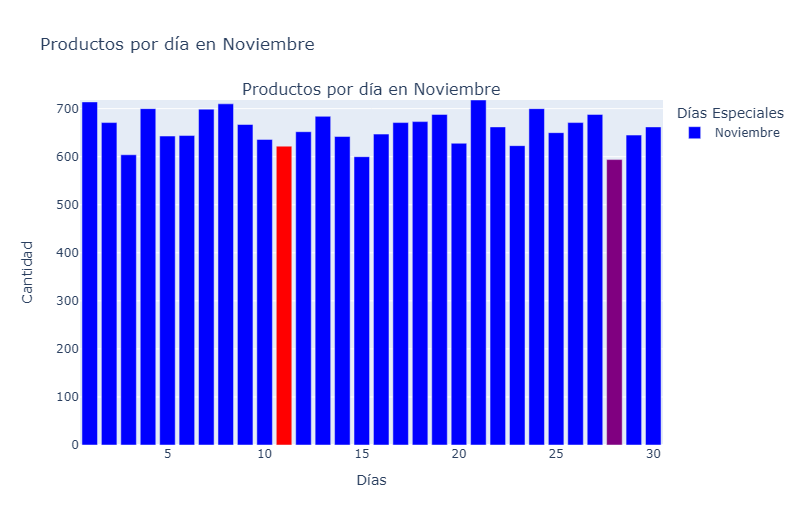 Productos por día en Noviembre
Productos por día en Noviembre
Días Especiales
Noviembre
700
600
500
400
300
200
100
0
Cantidad
5 10 15 20 25 30
Días